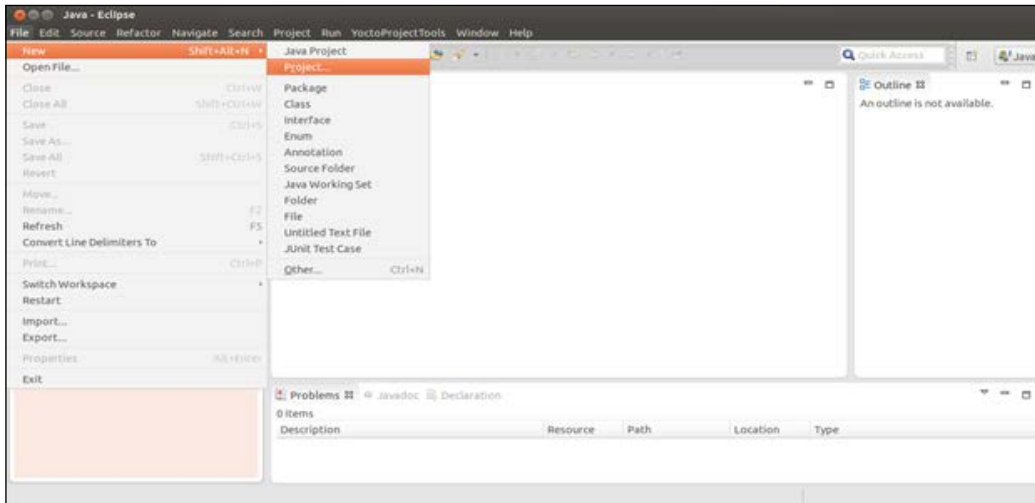 Java - Eclipse
File Edit Source Refactor Navigate Search Project Run YoctoProjectTools Window Help
New Shift+Alt+N
Open File...
Close Ctrl+W
Close All Shift+Ctrl+W
Save Ctrl+S
Save As...
Save All Shift+Ctrl+S
Revert
Move...
Rename... F2
Refresh F5
Convert Line Delimiters To
Print... Ctrl+P
Switch Workspace
Restart
Import...
Export...
Properties Alt+Enter
Exit
Java Project
Project...
Package
Class
Interface
Enum
Annotation
Source Folder
Java Working Set
Folder
File
Untitled Text File
JUnit Test Case
Other... Ctrl+N
Quick Access
Java
Outline
An outline is not available.
Problems Javadoc Declaration
0 items
Description Resource Path Location Type